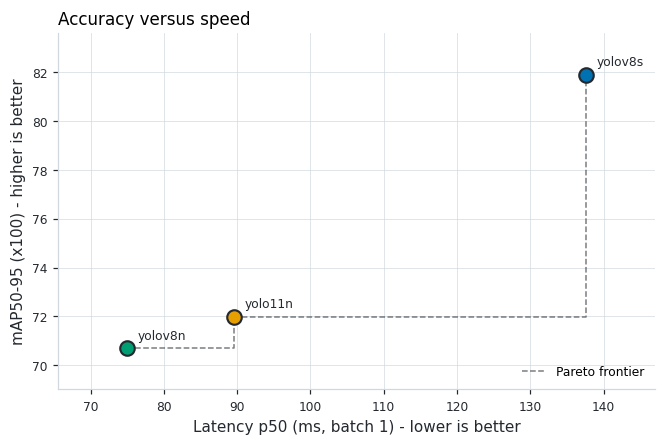 Accuracy versus speed
yolov8s
82
80
78
76
74
yolo11n
72
yolov8n
70
Pareto frontier
mAP50-95 (x100) - higher is better
70 80 90 100 110 120 130 140
Latency p50 (ms, batch 1) - lower is better